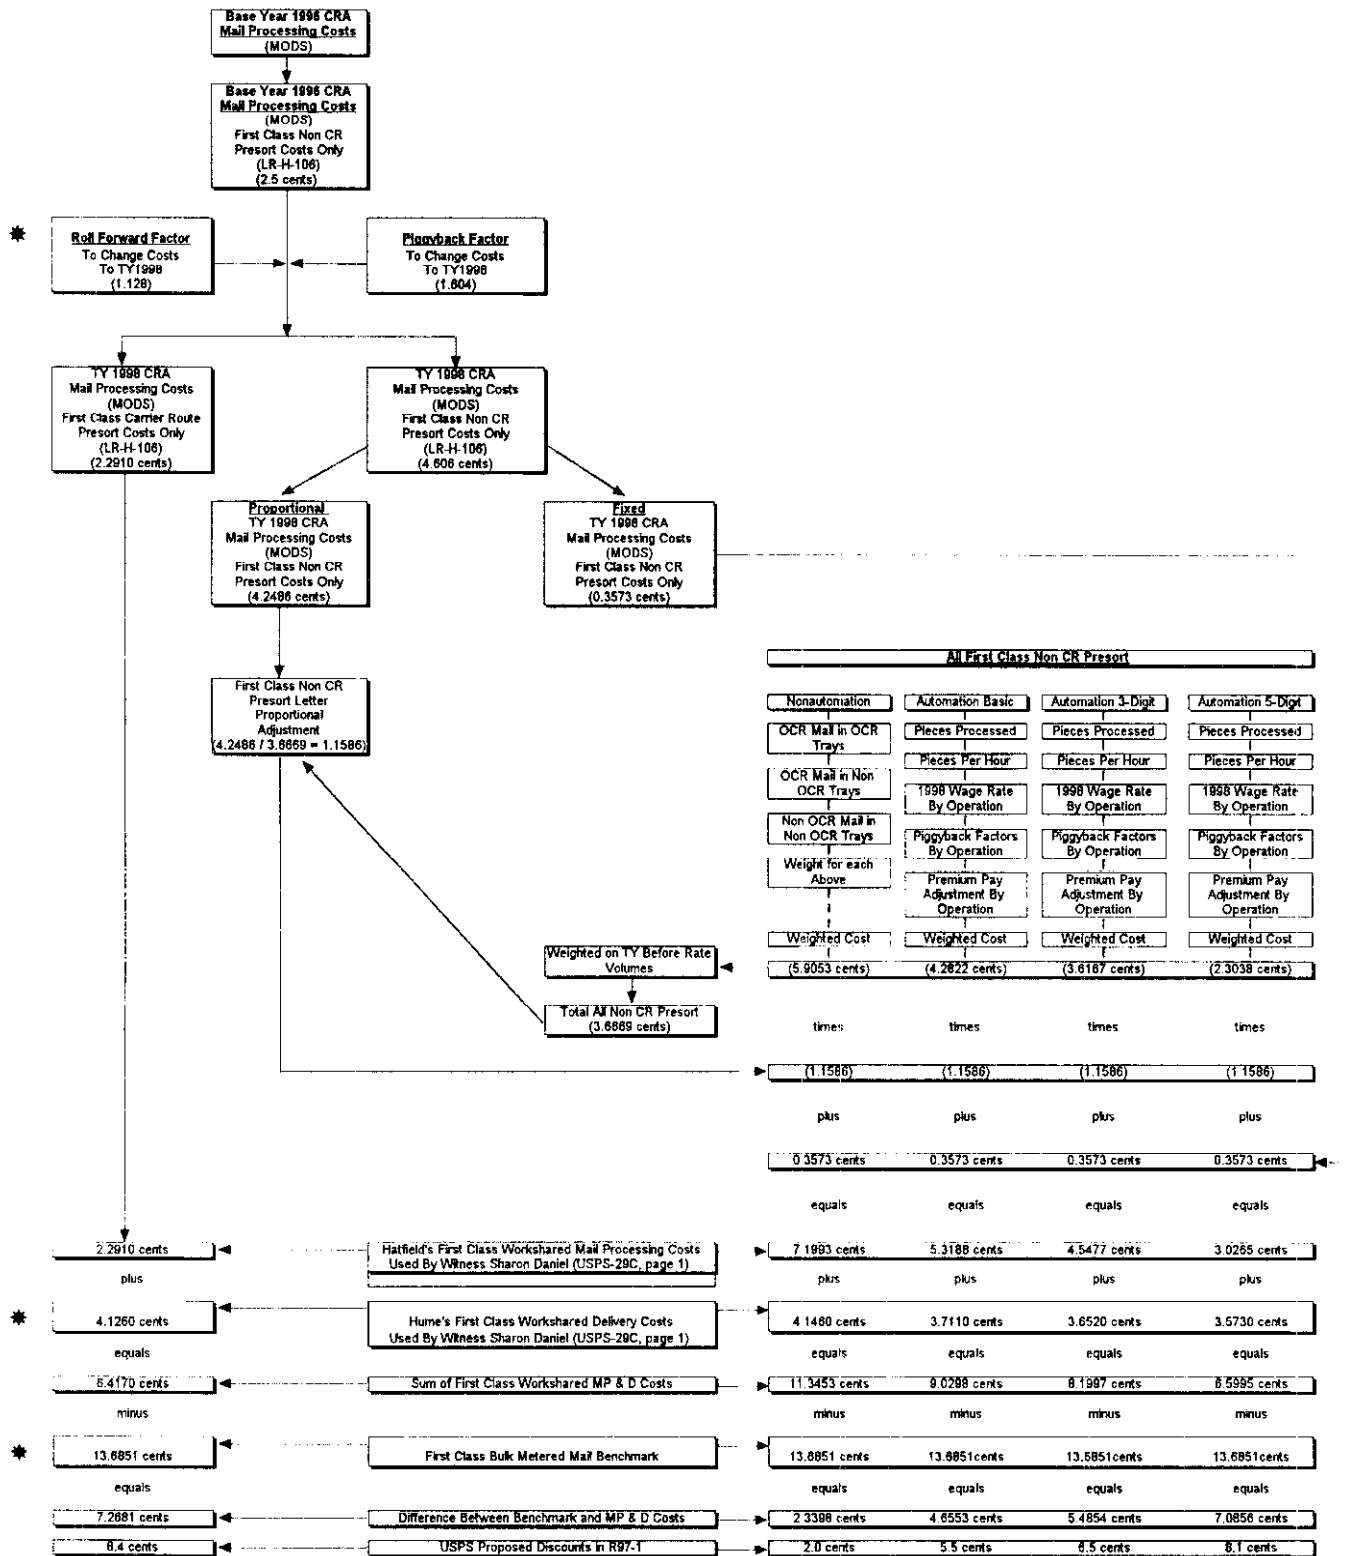 Base Year 1996 CRA
Mail Processing Costs
(MODS)
Base Year 1996 CRA
Mail Processing Costs
(MODS)
First Class Non CR
Presort Costs Only
(LR-H-106)
(2.5 cents)
Roll Forward Factor
To Change Costs
To TY1998
(1.128)
Piggyback Factor
To Change Costs
To TY1998
(1.604)
TY 1998 CRA
Mail Processing Costs
(MODS)
First Class Carrier Route
Presort Costs Only
(LR-H-106)
(2.2910 cents)
TY 1998 CRA
Mail Processing Costs
(MODS)
First Class Non CR
Presort Costs Only
(LR-H-106)
(4.606 cents)
Proportional
TY 1998 CRA
Mail Processing Costs
(MODS)
First Class Non CR
Presort Costs Only
(4.2486 cents)
Fixed
TY 1998 CRA
Mail Processing Costs
(MODS)
First Class Non CR
Presort Costs Only
(0.3573 cents)
First Class Non CR
Presort Letter
Proportional
Adjustment
(4.2486 / 3.6669 = 1.1586)
All First Class Non CR Presort
Nonautomation
OCR Mail in OCR
Trays
OCR Mail in Non
OCR Trays
Non OCR Mail in
Non OCR Trays
Weight for each
Above
Weighted Cost
(5.9053 cents)
Automation Basic
Pieces Processed
Pieces Per Hour
1998 Wage Rate
By Operation
Piggyback Factors
By Operation
Premium Pay
Adjustment By
Operation
Weighted Cost
(4.2822 cents)
Automation 3-Digit
Pieces Processed
Pieces Per Hour
1998 Wage Rate
By Operation
Piggyback Factors
By Operation
Premium Pay
Adjustment By
Operation
Weighted Cost
(3.6167 cents)
Automation 5-Digit
Pieces Processed
Pieces Per Hour
1998 Wage Rate
By Operation
Piggyback Factors
By Operation
Premium Pay
Adjustment By
Operation
Weighted Cost
(2.3038 cents)
Weighted on TY Before Rate
Volumes
Total All Non CR Presort
(3.6669 cents)
times times times times
(1.1586) (1.1586) (1.1586) (1.1586)
plus plus plus plus
0.3573 cents 0.3573 cents 0.3573 cents 0.3573 cents
equals equals equals equals
2.2910 cents
Hatfield's First Class Workshared Mail Processing Costs
Used By Witness Sharon Daniel (USPS-29C, page 1)
7.1993 cents 5.3188 cents 4.5477 cents 3.0265 cents
plus plus plus plus plus
4.1260 cents
Hume's First Class Workshared Delivery Costs
Used By Witness Sharon Daniel (USPS-29C, page 1)
4.1460 cents 3.7110 cents 3.6520 cents 3.5730 cents
equals equals equals equals equals
6.4170 cents Sum of First Class Workshared MP & D Costs 11.3453 cents 9.0298 cents 8.1997 cents 6.5995 cents
minus minus minus minus minus
13.6851 cents First Class Bulk Metered Mail Benchmark 13.6851 cents 13.6851cents 13.6851cents 13.6851cents
equals equals equals equals equals
7.2681 cents Difference Between Benchmark and MP & D Costs 2.3398 cents 4.6553 cents 5.4854 cents 7.0856 cents
8.4 cents USPS Proposed Discounts in R97-1 2.0 cents 5.5 cents 6.5 cents 8.1 cents